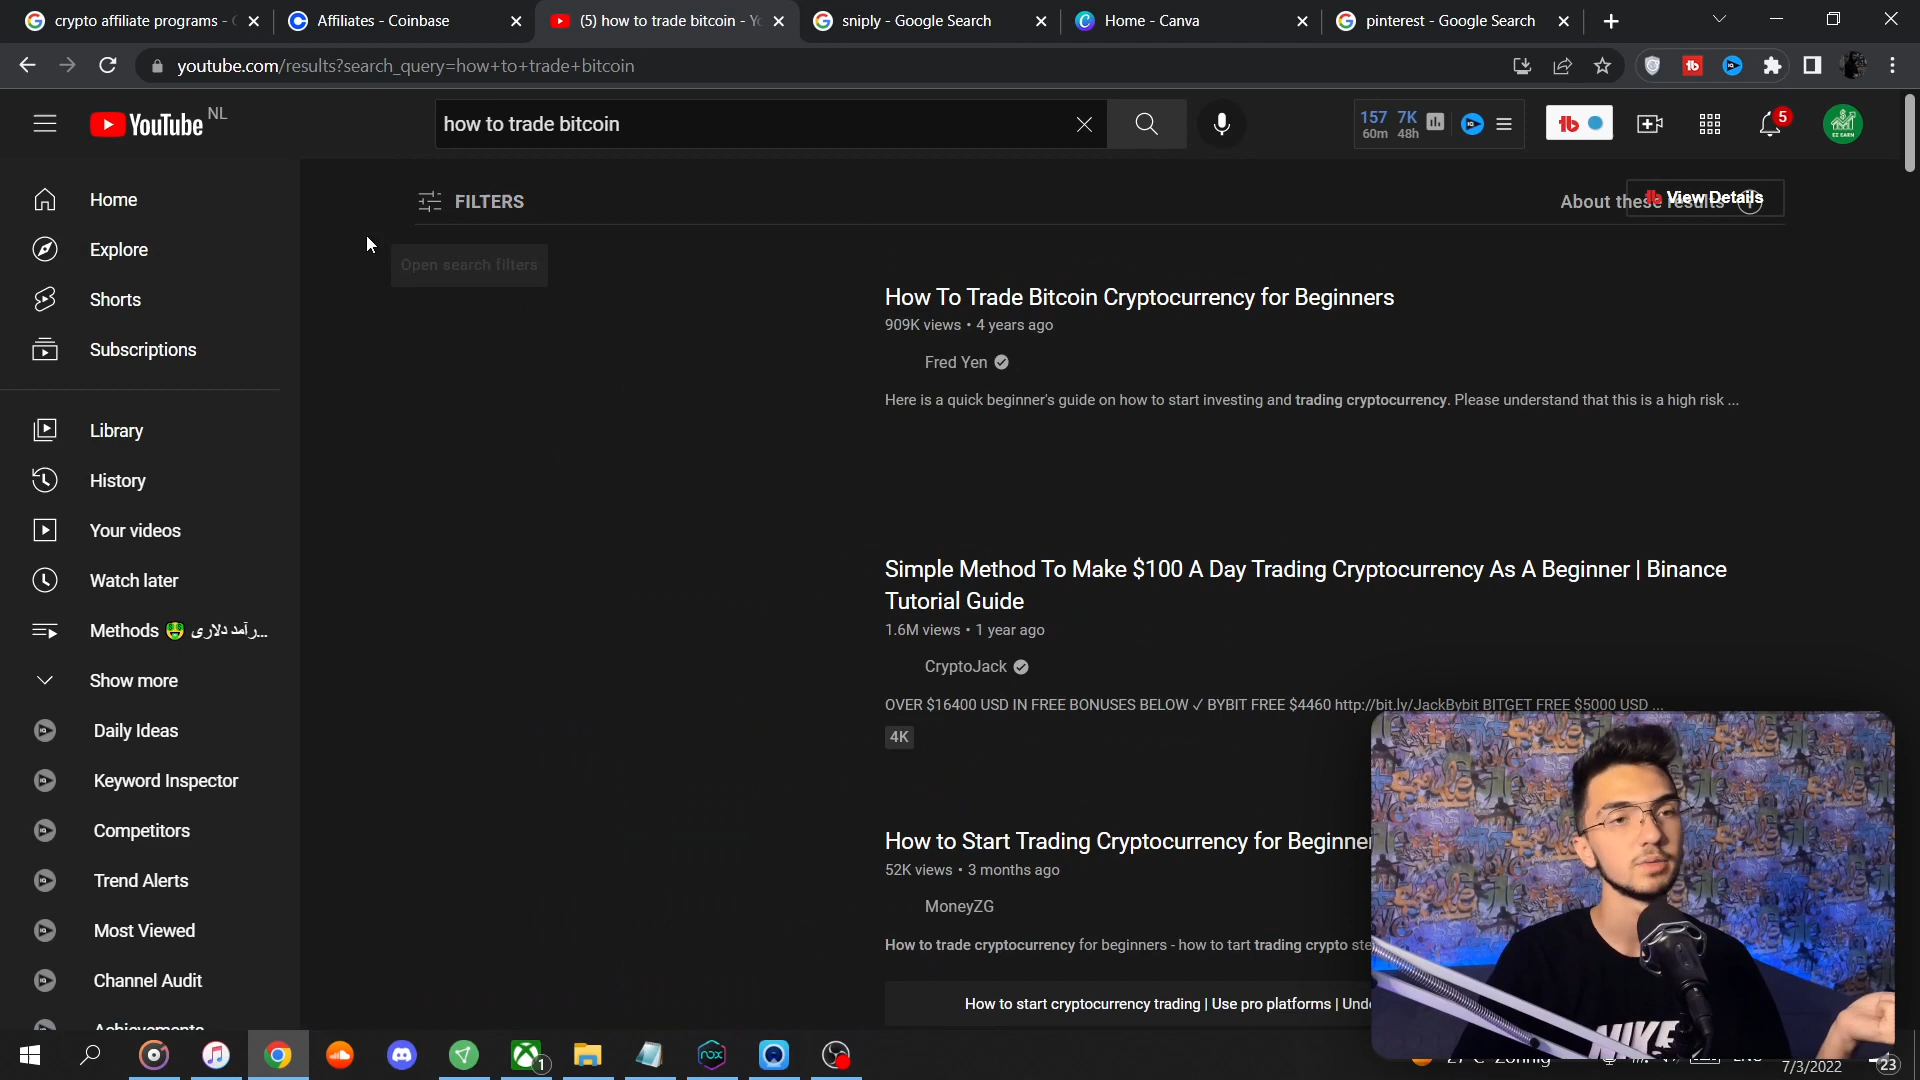 crypto affiliate programs -
Affiliates - Coinbase
(5) how to trade bitcoin - Yo
sniply - Google Search
Home - Canva
pinterest - Google Search
youtube.com/results?search_query=how+to+trade+bitcoin
YouTube NL
how to trade bitcoin
157 7K
60m 48h
5
FILTERS
About these results
View Details
Open search filters
Home
Explore
Shorts
Subscriptions
Library
History
Your videos
Watch later
Methods 🤑 رآمد دلاری...
Show more
Daily Ideas
Keyword Inspector
Competitors
Trend Alerts
Most Viewed
Channel Audit
Achievements
How To Trade Bitcoin Cryptocurrency for Beginners
909K views • 4 years ago
Fred Yen
Here is a quick beginner's guide on how to start investing and trading cryptocurrency. Please understand that this is a high risk ...
Simple Method To Make $100 A Day Trading Cryptocurrency As A Beginner | Binance
Tutorial Guide
1.6M views • 1 year ago
CryptoJack
OVER $16400 USD IN FREE BONUSES BELOW ✓ BYBIT FREE $4460 http://bit.ly/JackBybit BITGET FREE $5000 USD ...
4K
How to Start Trading Cryptocurrency for Beginner
52K views • 3 months ago
MoneyZG
How to trade cryptocurrency for beginners - how to tart trading crypto ste
How to start cryptocurrency trading | Use pro platforms | Und
NIKE
nox
1
7/3/2022
23